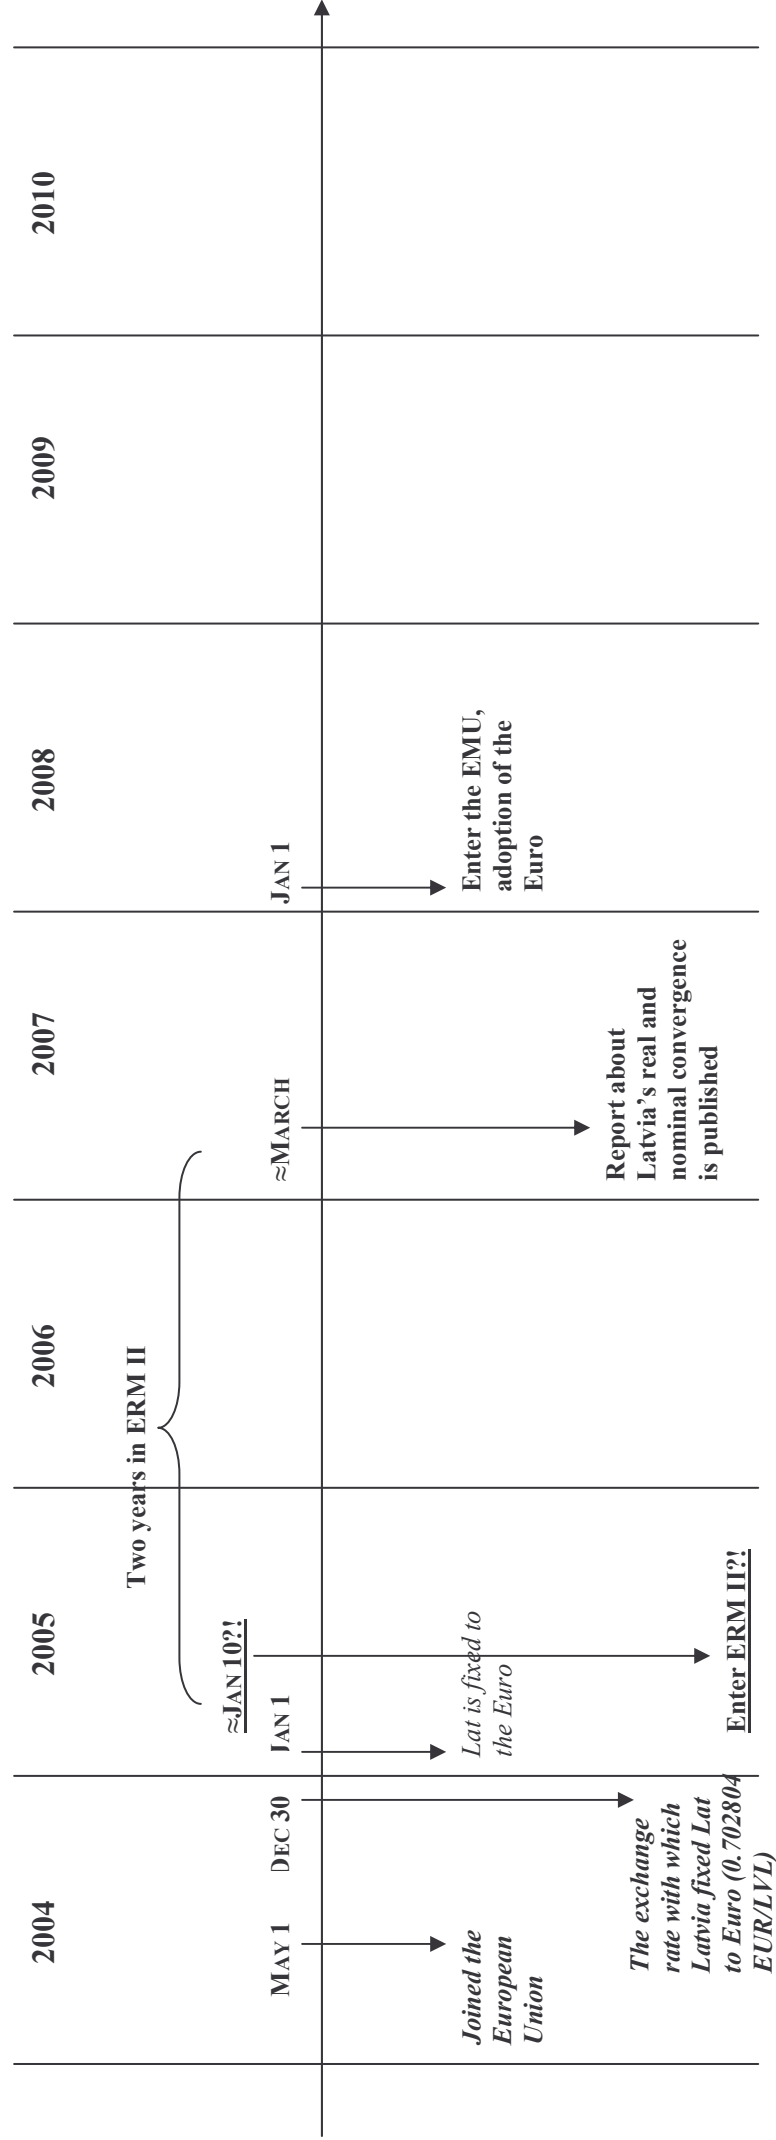 2004
2005
2006
2007
2008
2009
2010
Two years in ERM II
≈JAN 10?!
MAY 1
DEC 30
JAN 1
≈MARCH
JAN 1
Joined the
European
Union
Lat is fixed to
the Euro
Enter the EMU,
adoption of the
Euro
The exchange
rate with which
Latvia fixed Lat
to Euro (0.702804
EUR/LVL)
Report about
Latvia's real and
nominal convergence
is published
Enter ERM II?!